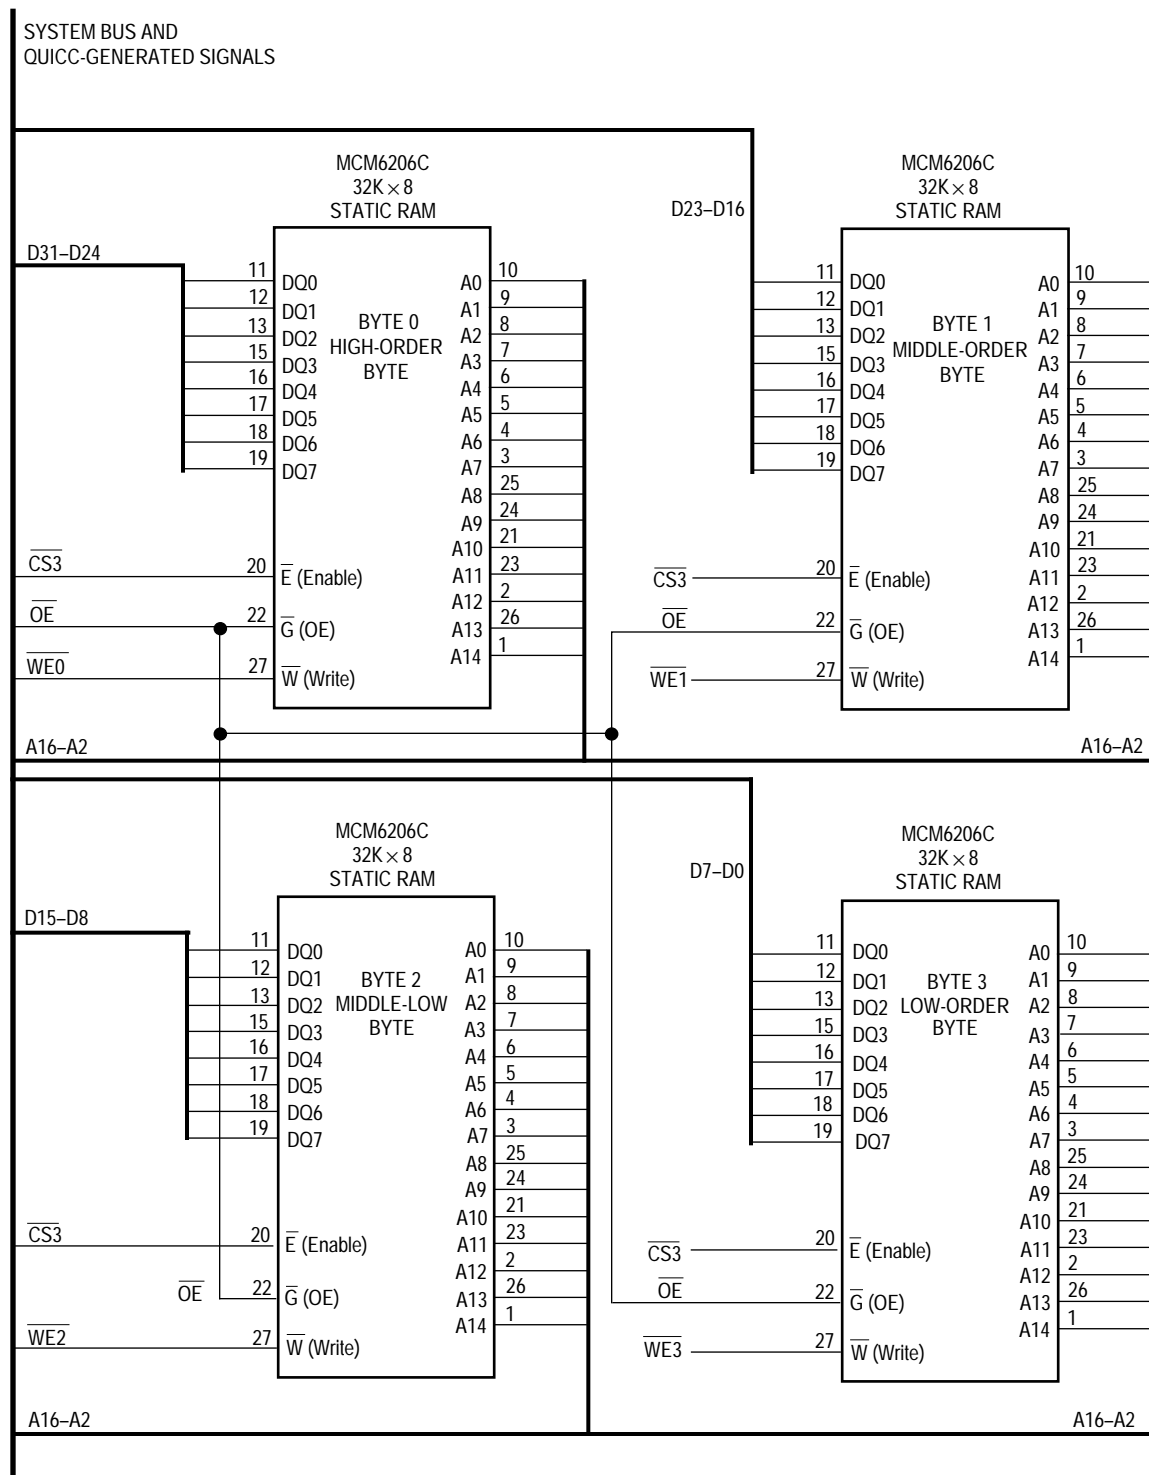 SYSTEM BUS AND
QUICC-GENERATED SIGNALS
MCM6206C
32K × 8
STATIC RAM
D31–D24
11 DQ0
12 DQ1
13 DQ2
15 DQ3
16 DQ4
17 DQ5
18 DQ6
19 DQ7
BYTE 0
HIGH-ORDER
BYTE
A0 10
A1 9
A2 8
A3 7
A4 6
A5 5
A6 4
A7 3
A8 25
A9 24
A10 21
A11 23
A12 2
A13 26
A14 1
CS3 20 E (Enable)
OE 22 G (OE)
WE0 27 W (Write)
A16–A2
MCM6206C
32K × 8
STATIC RAM
D23–D16
11 DQ0
12 DQ1
13 DQ2
15 DQ3
16 DQ4
17 DQ5
18 DQ6
19 DQ7
BYTE 1
MIDDLE-ORDER
BYTE
A0 10
A1 9
A2 8
A3 7
A4 6
A5 5
A6 4
A7 3
A8 25
A9 24
A10 21
A11 23
A12 2
A13 26
A14 1
CS3 20 E (Enable)
OE 22 G (OE)
WE1 27 W (Write)
A16–A2
MCM6206C
32K × 8
STATIC RAM
D15–D8
11 DQ0
12 DQ1
13 DQ2
15 DQ3
16 DQ4
17 DQ5
18 DQ6
19 DQ7
BYTE 2
MIDDLE-LOW
BYTE
A0 10
A1 9
A2 8
A3 7
A4 6
A5 5
A6 4
A7 3
A8 25
A9 24
A10 21
A11 23
A12 2
A13 26
A14 1
CS3 20 E (Enable)
OE 22 G (OE)
WE2 27 W (Write)
A16–A2
MCM6206C
32K × 8
STATIC RAM
D7–D0
11 DQ0
12 DQ1
13 DQ2
15 DQ3
16 DQ4
17 DQ5
18 DQ6
19 DQ7
BYTE 3
LOW-ORDER
BYTE
A0 10
A1 9
A2 8
A3 7
A4 6
A5 5
A6 4
A7 3
A8 25
A9 24
A10 21
A11 23
A12 2
A13 26
A14 1
CS3 20 E (Enable)
OE 22 G (OE)
WE3 27 W (Write)
A16–A2